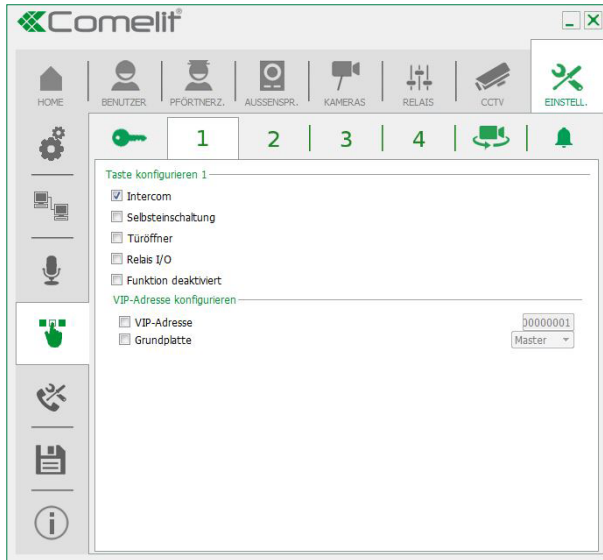 Comelit®
HOME BENUTZER PFÖRTNERZ. AUSSENSPR. KAMERAS RELAIS CCTV EINSTELL.
1 2 3 4
Taste konfigurieren 1
Intercom
Selbsteinschaltung
Türöffner
Relais I/O
Funktion deaktiviert
VIP-Adresse konfigurieren
VIP-Adresse 00000001
Grundplatte Master
i